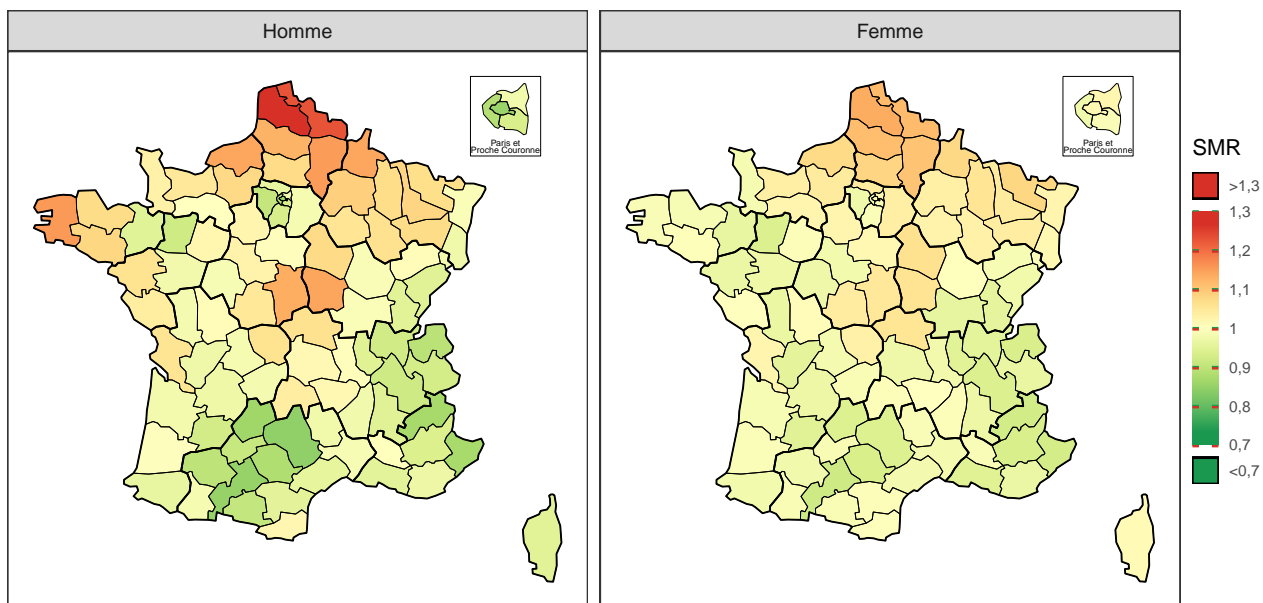 Homme
Femme
Paris et
Proche Couronne
Paris et
Proche Couronne
SMR
>1,3
1,3
1,2
1,1
1
0,9
0,8
0,7
<0,7